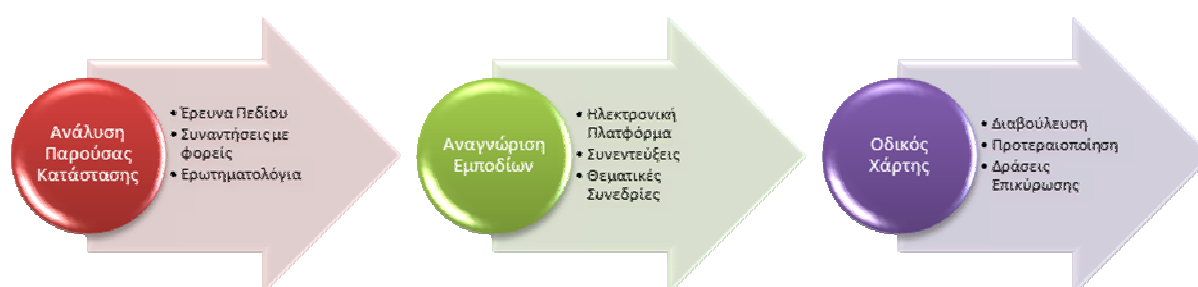 Ανάλυση
Παρούσας
Κατάστασης
• Έρευνα Πεδίου
• Συναντήσεις με
φορείς
• Ερωτηματολόγια
Αναγνώριση
Εμποδίων
• Ηλεκτρονική
Πλατφόρμα
• Συνεντεύξεις
• Θεματικές
Συνεδρίες
Οδικός
Χάρτης
• Διαβούλευση
• Προτεραιοποίηση
• Δράσεις
Επικύρωσης